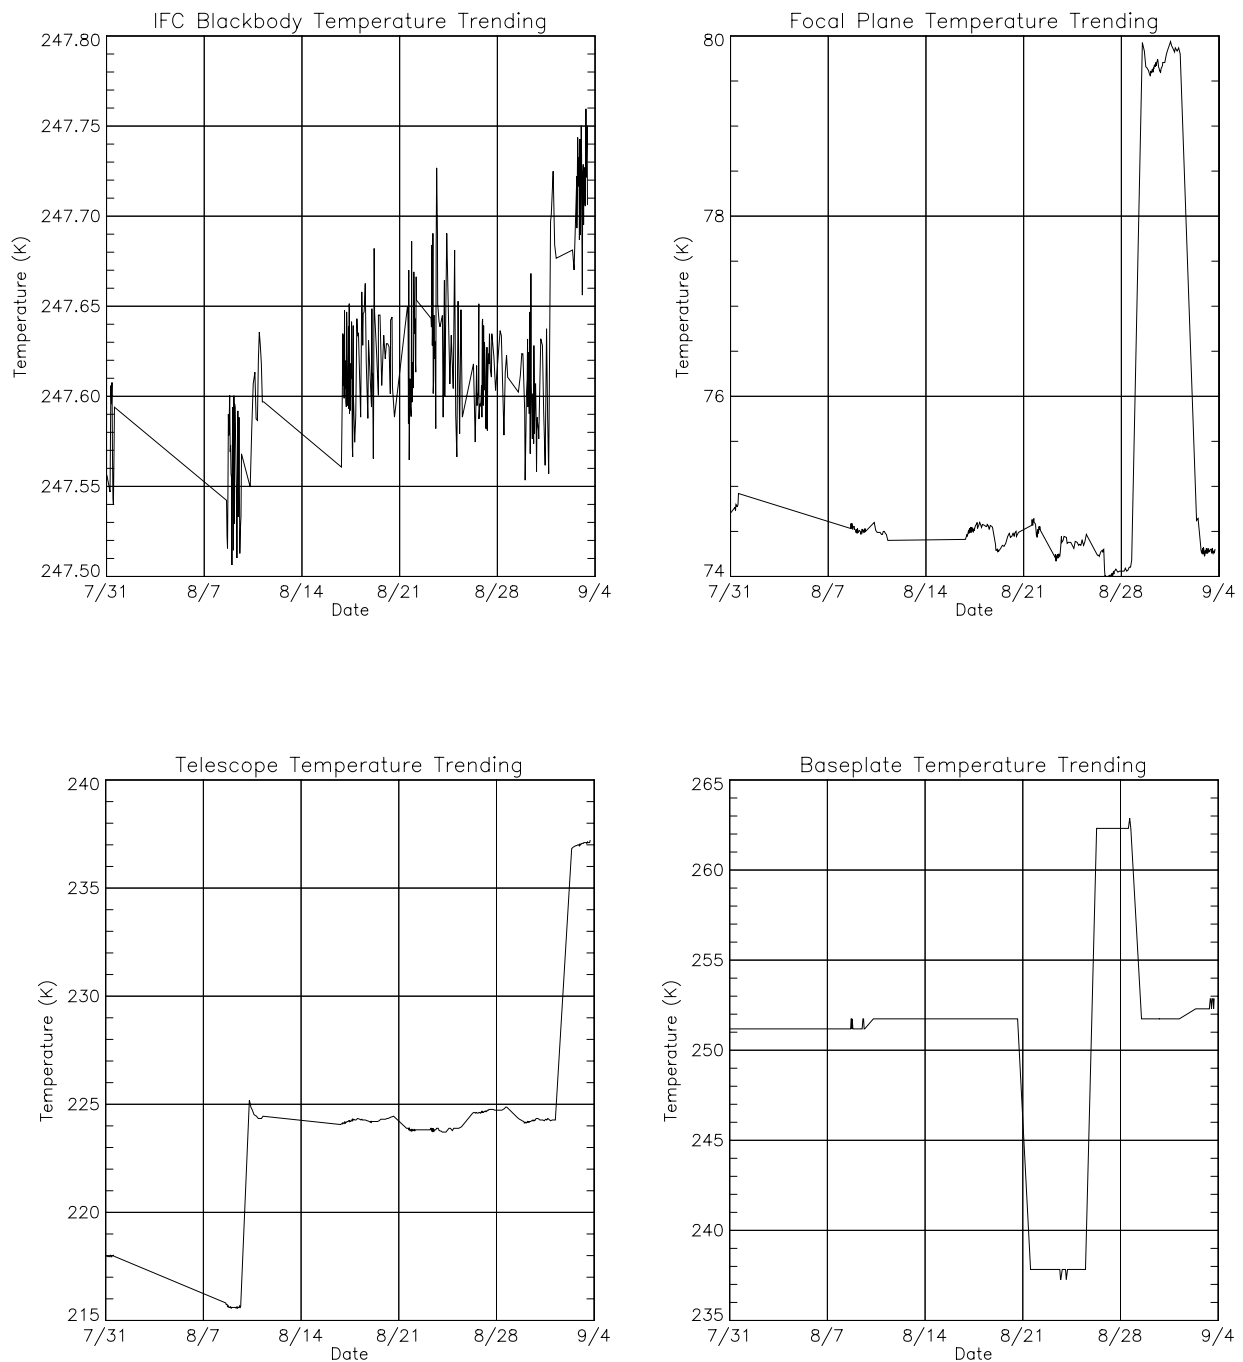 IFC Blackbody Temperature Trending
247.80
247.75
247.70
247.65
247.60
247.55
247.50
Temperature (K)
7/31 8/7 8/14 8/21 8/28 9/4
Date
Focal Plane Temperature Trending
80
78
76
74
Temperature (K)
7/31 8/7 8/14 8/21 8/28 9/4
Date
Telescope Temperature Trending
240
235
230
225
220
215
Temperature (K)
7/31 8/7 8/14 8/21 8/28 9/4
Date
Baseplate Temperature Trending
265
260
255
250
245
240
235
Temperature (K)
7/31 8/7 8/14 8/21 8/28 9/4
Date